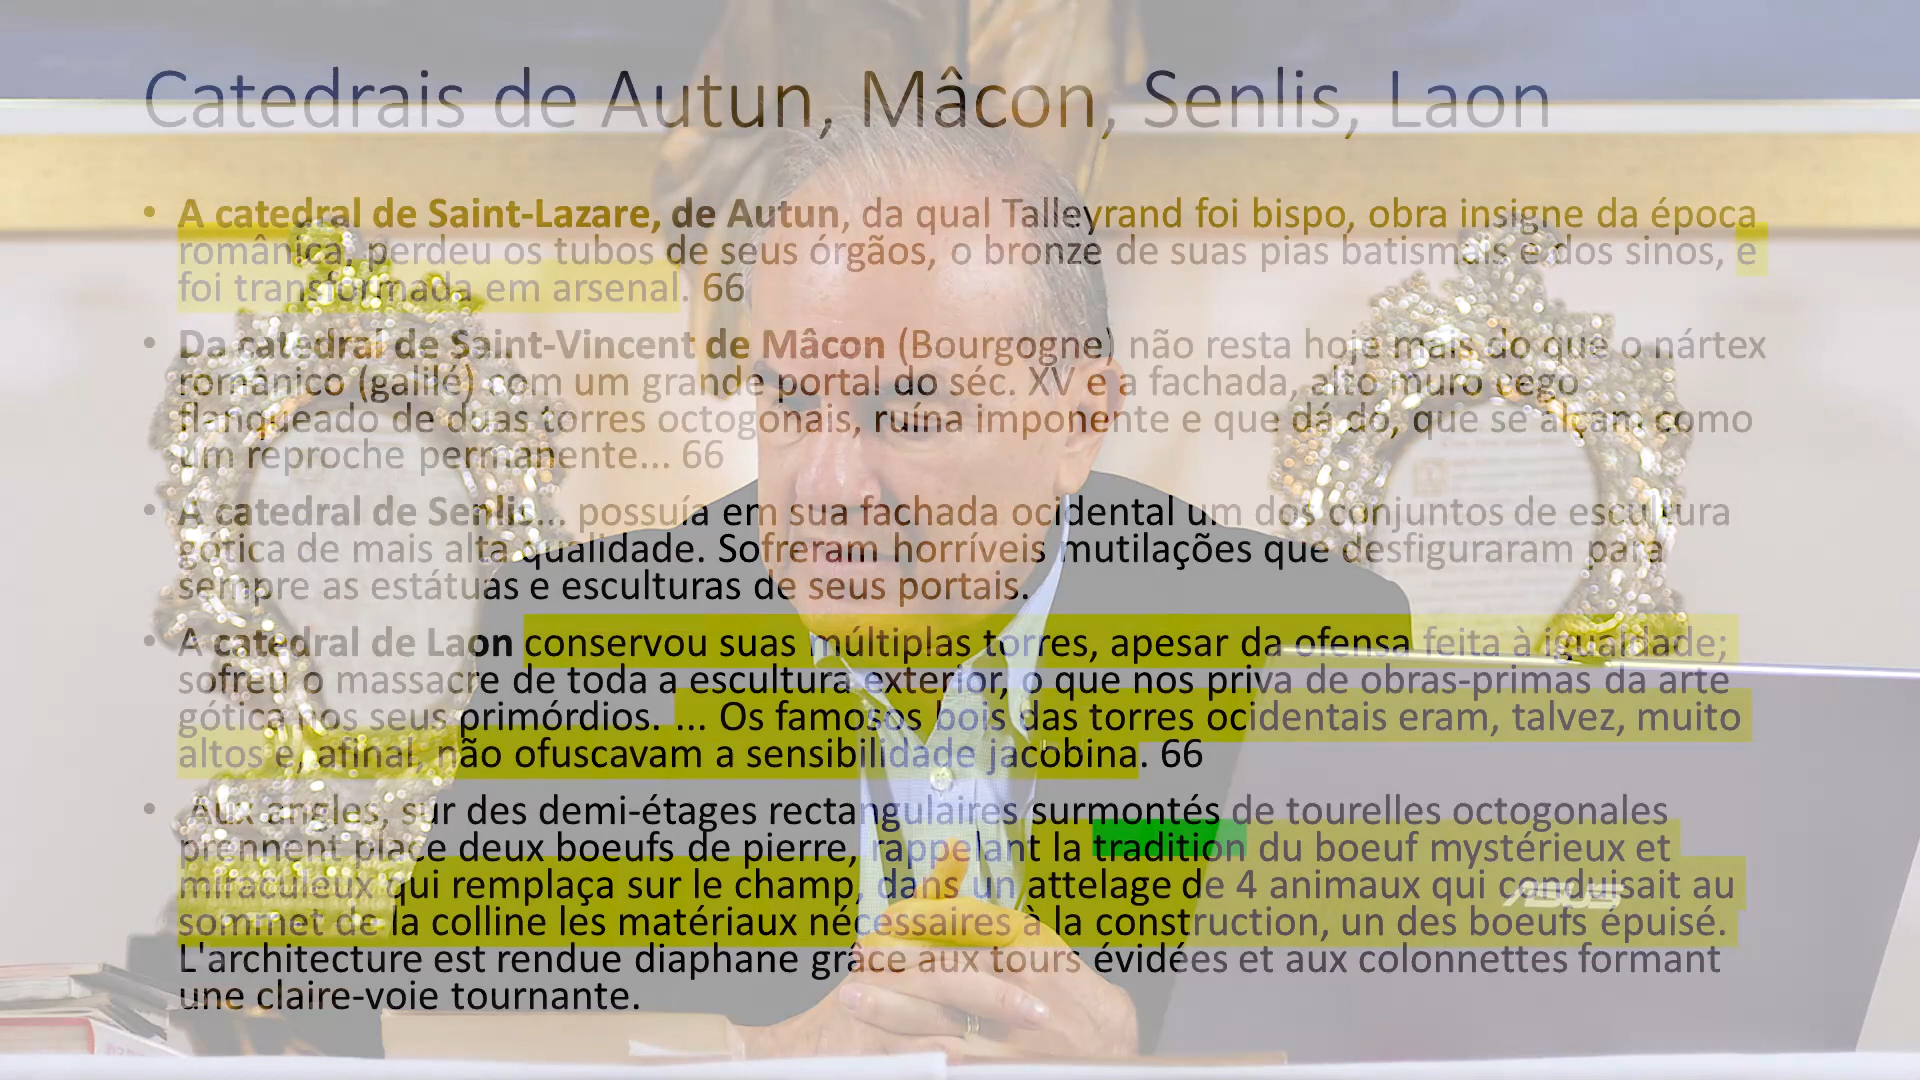 Catedrais de Autun, Mâcon, Senlis, Laon
• A catedral de Saint-Lazare, de Autun, da qual Talleyrand foi bispo, obra insigne da época
românica, perdeu os tubos de seus órgãos, o bronze de suas pias batismais e dos sinos, e
foi transformada em arsenal. 66
• Da catedral de Saint-Vincent de Mâcon (Bourgogne) não resta hoje mais do que o nártex
românico (galilé) com um grande portal do séc. XV e a fachada, alto muro cego
flanqueado de duas torres octogonais, ruína imponente e que dá dó, que se alçam como
um reproche permanente... 66
• A catedral de Senlis... possuía em sua fachada ocidental um dos conjuntos de escultura
gótica de mais alta qualidade. Sofreram horríveis mutilações que desfiguraram para
sempre as estátuas e esculturas de seus portais.
• A catedral de Laon conservou suas múltiplas torres, apesar da ofensa feita à igualdade;
sofreu o massacre de toda a escultura exterior, o que nos priva de obras-primas da arte
gótica nos seus primórdios. ... Os famosos bois das torres ocidentais eram, talvez, muito
altos e, afinal, não ofuscavam a sensibilidade jacobina. 66
• Aux angles, sur des demi-étages rectangulaires surmontés de tourelles octogonales
prennent place deux boeufs de pierre, rappelant la tradition du boeuf mystérieux et
miraculeux qui remplaça sur le champ, dans un attelage de 4 animaux qui conduisait au
sommet de la colline les matériaux nécessaires à la construction, un des boeufs épuisé.
L'architecture est rendue diaphane grâce aux tours évidées et aux colonnettes formant
une claire-voie tournante.
ASUS